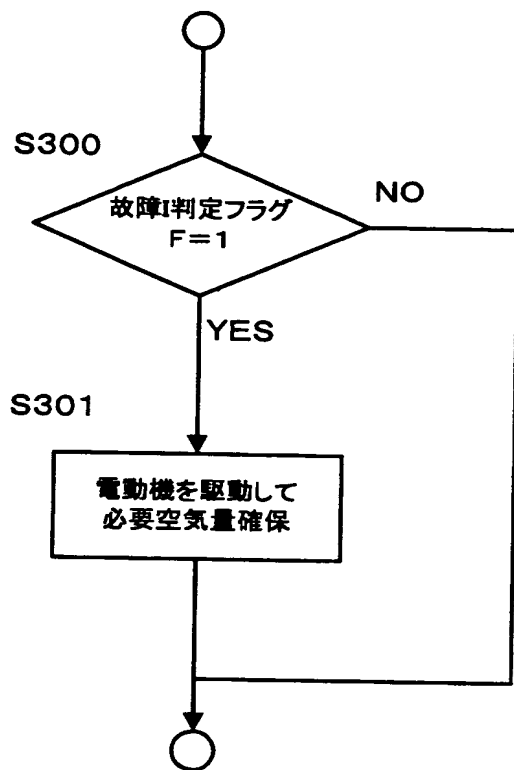 S300
故障I判定フラグ
F＝1
NO
YES
S301
電動機を駆動して
必要空気量確保